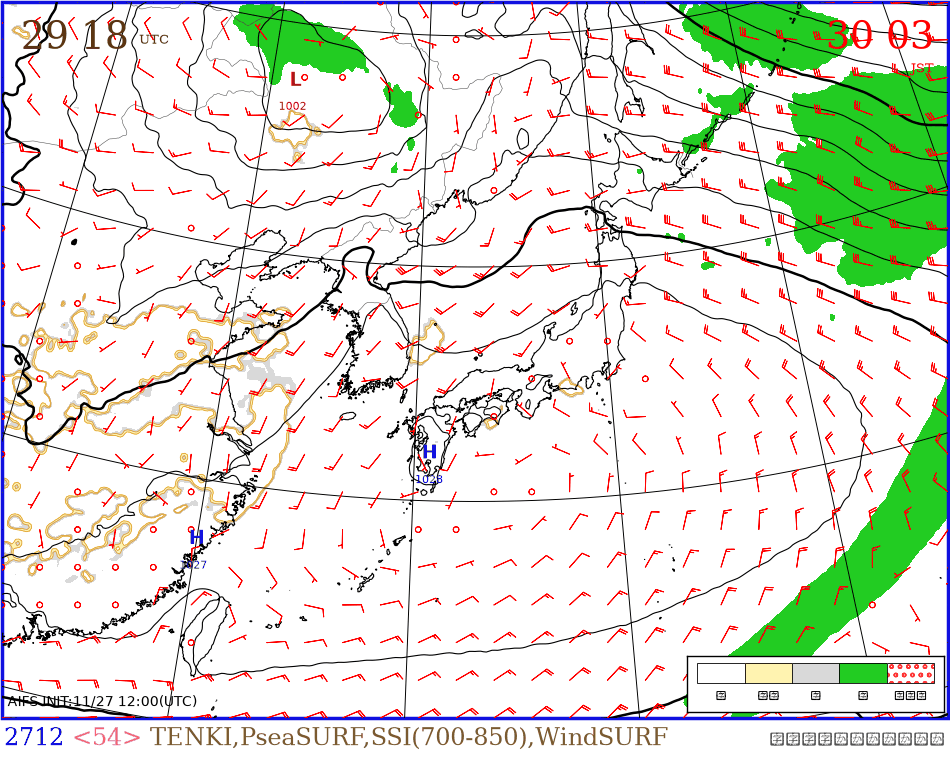 29 18 UTC
30 03
JST
L
1002
H
1028
H
1027
AIFS INIT:11/27 12:00(UTC)
2712 <54> TENKI,PseaSURF,SSI(700-850),WindSURF